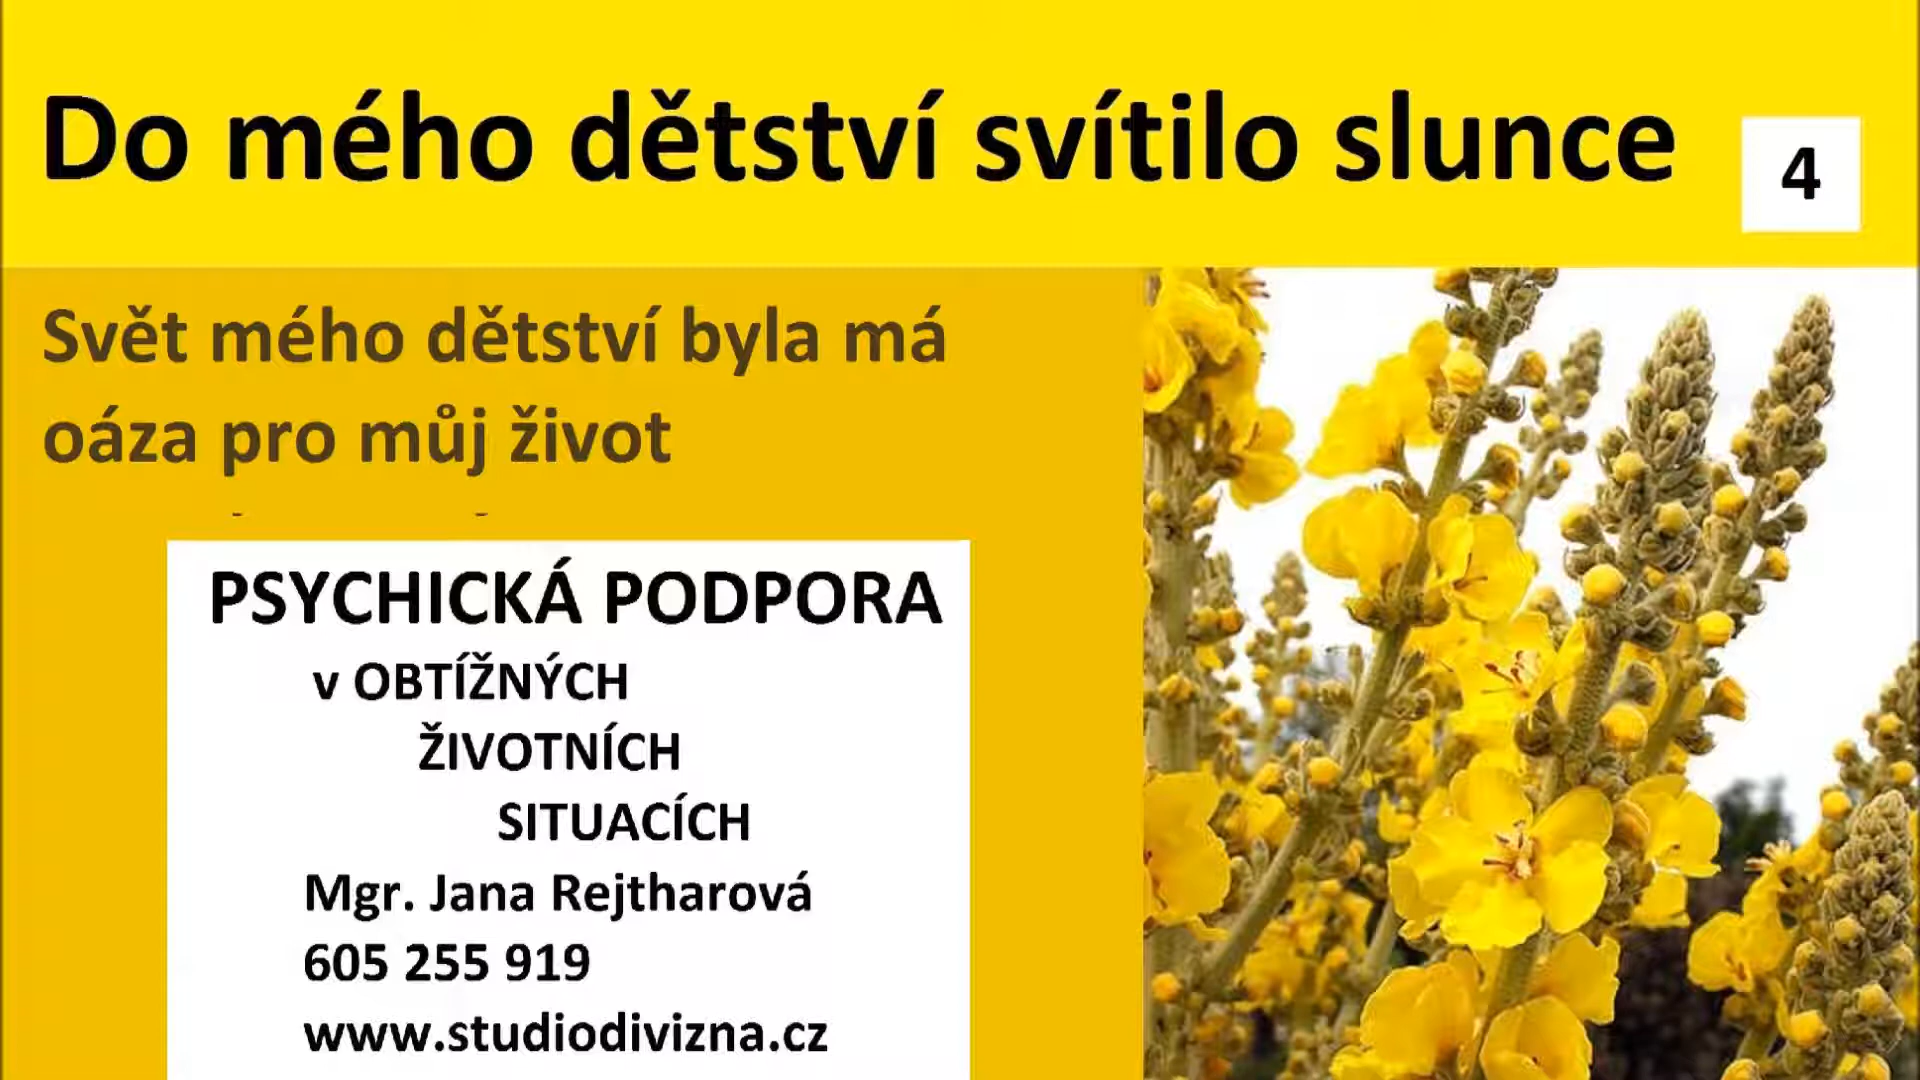 Do mého dětství svítilo slunce
4
Svět mého dětství byla má
oáza pro můj život
PSYCHICKÁ PODPORA
v OBTÍŽNÝCH
ŽIVOTNÍCH
SITUACÍCH
Mgr. Jana Rejtharová
605 255 919
www.studiodivizna.cz